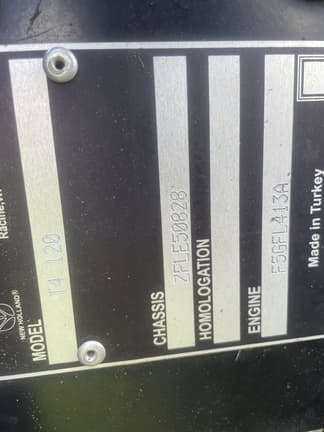 Racine,
NEW HOLLAND®
MODEL T4 120
CHASSIS ZFLE50828
HOMOLOGATION
ENGINE F5GFL413A
Made in Turkey